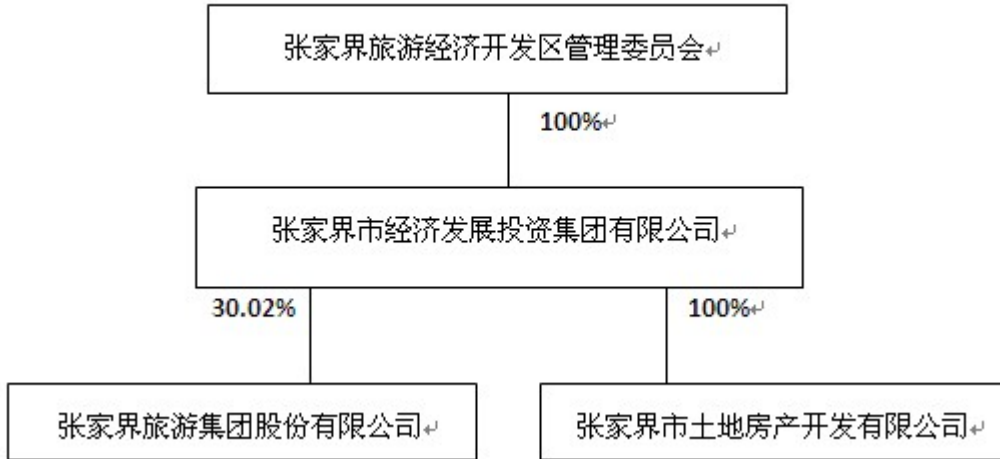 张家界旅游经济开发区管理委员会
100%
张家界市经济发展投资集团有限公司
30.02%
100%
张家界旅游集团股份有限公司
张家界市土地房产开发有限公司